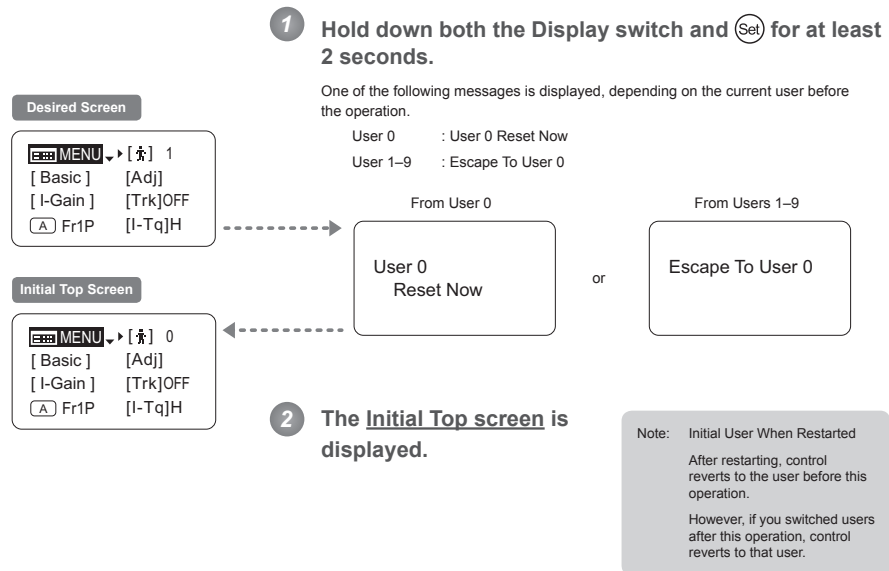 1 Hold down both the Display switch and Set for at least
2 seconds.
One of the following messages is displayed, depending on the current user before
the operation.
User 0 : User 0 Reset Now
User 1–9 : Escape To User 0
Desired Screen
MENU [ ] 1
[ Basic ] [Adj]
[ I-Gain ] [Trk]OFF
A Fr1P [I-Tq]H
From User 0
User 0
Reset Now
or
From Users 1–9
Escape To User 0
Initial Top Screen
MENU [ ] 0
[ Basic ] [Adj]
[ I-Gain ] [Trk]OFF
A Fr1P [I-Tq]H
2 The Initial Top screen is
displayed.
Note: Initial User When Restarted
After restarting, control
reverts to the user before this
operation.
However, if you switched users
after this operation, control
reverts to that user.